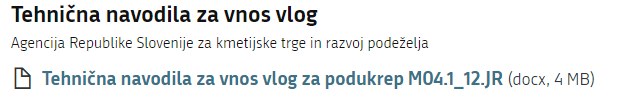 Tehnična navodila za vnos vlog
Agencija Republike Slovenije za kmetijske trge in razvoj podeželja
Tehnična navodila za vnos vlog za podukrep M04.1_12.JR (docx, 4 MB)